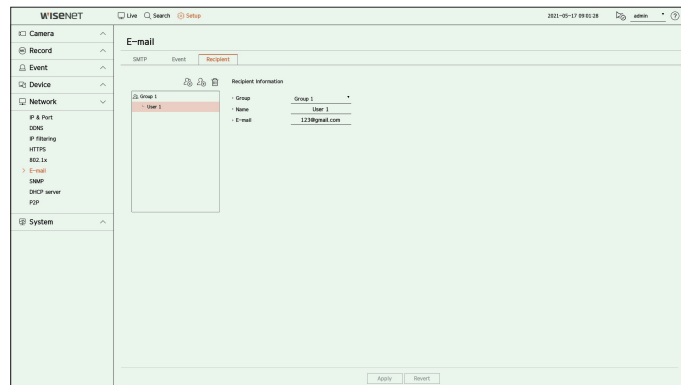 WISENET
Live Search Setup 2021-05-17 09:01:28 admin ?
Camera
Record
Event
Device
Network
IP & Port
DDNS
IP filtering
HTTPS
802.1x
E-mail
SNMP
DHCP server
P2P
System
E-mail
SMTP Event Recipient
Group 1
User 1
Recipient Information
Group Group 1
Name User 1
E-mail 123@gmail.com
Apply Revert